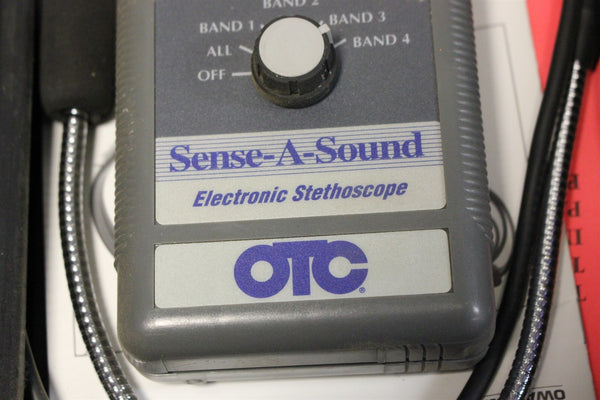 BAND 2
BAND 1
BAND 3
ALL
BAND 4
OFF
Sense-A-Sound
Electronic Stethoscope
OTC®